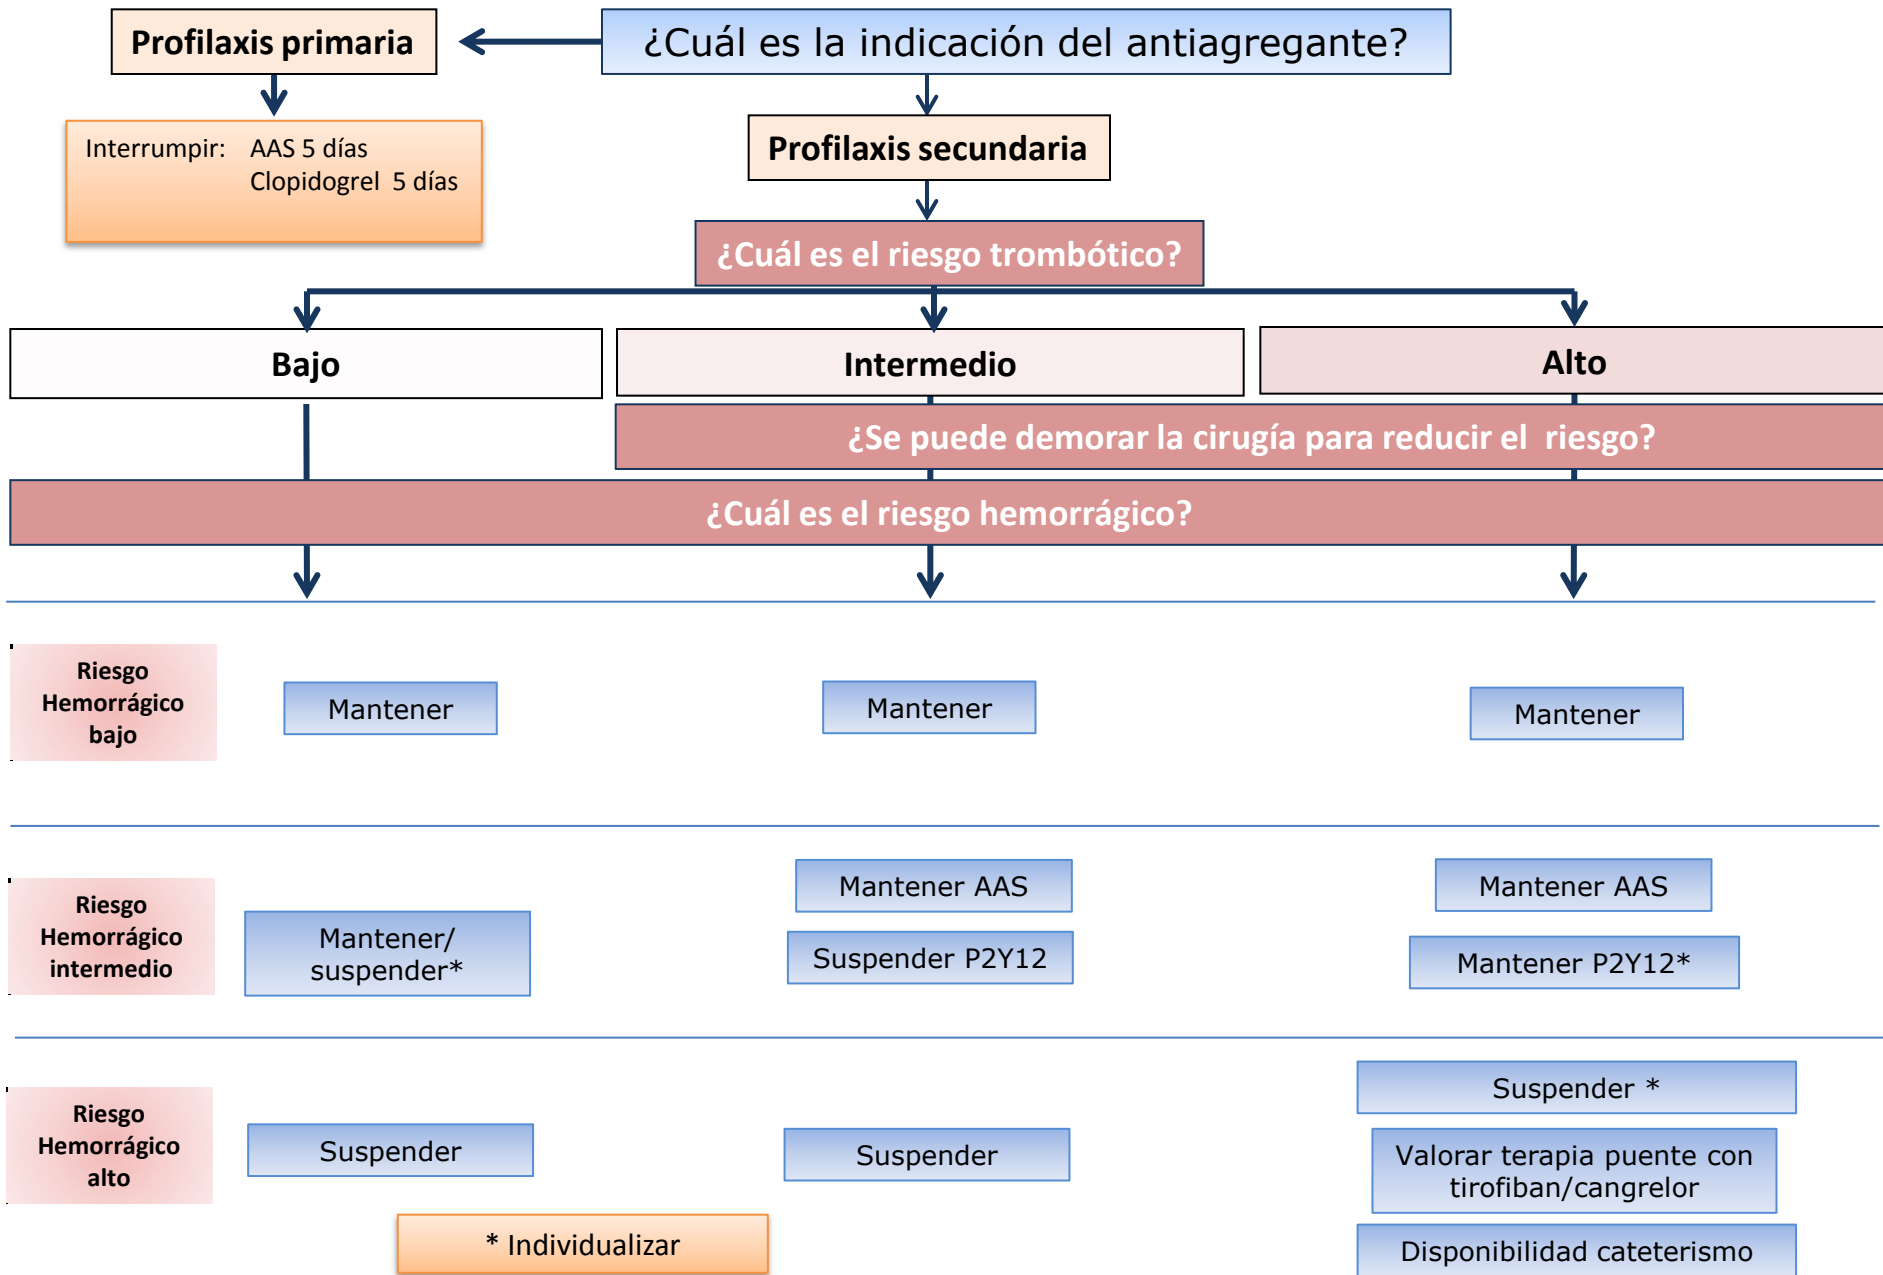 Profilaxis primaria
¿Cuál es la indicación del antiagregante?
Interrumpir: AAS 5 días
Clopidogrel 5 días
Profilaxis secundaria
¿Cuál es el riesgo trombótico?
Bajo
Intermedio
Alto
¿Se puede demorar la cirugía para reducir el riesgo?
¿Cuál es el riesgo hemorrágico?
Riesgo
Hemorrágico
bajo
Mantener
Mantener
Mantener
Riesgo
Hemorrágico
intermedio
Mantener/
suspender*
Mantener AAS
Suspender P2Y12
Mantener AAS
Mantener P2Y12*
Riesgo
Hemorrágico
alto
Suspender
Suspender
Suspender *
Valorar terapia puente con
tirofiban/cangrelor
Disponibilidad cateterismo
* Individualizar